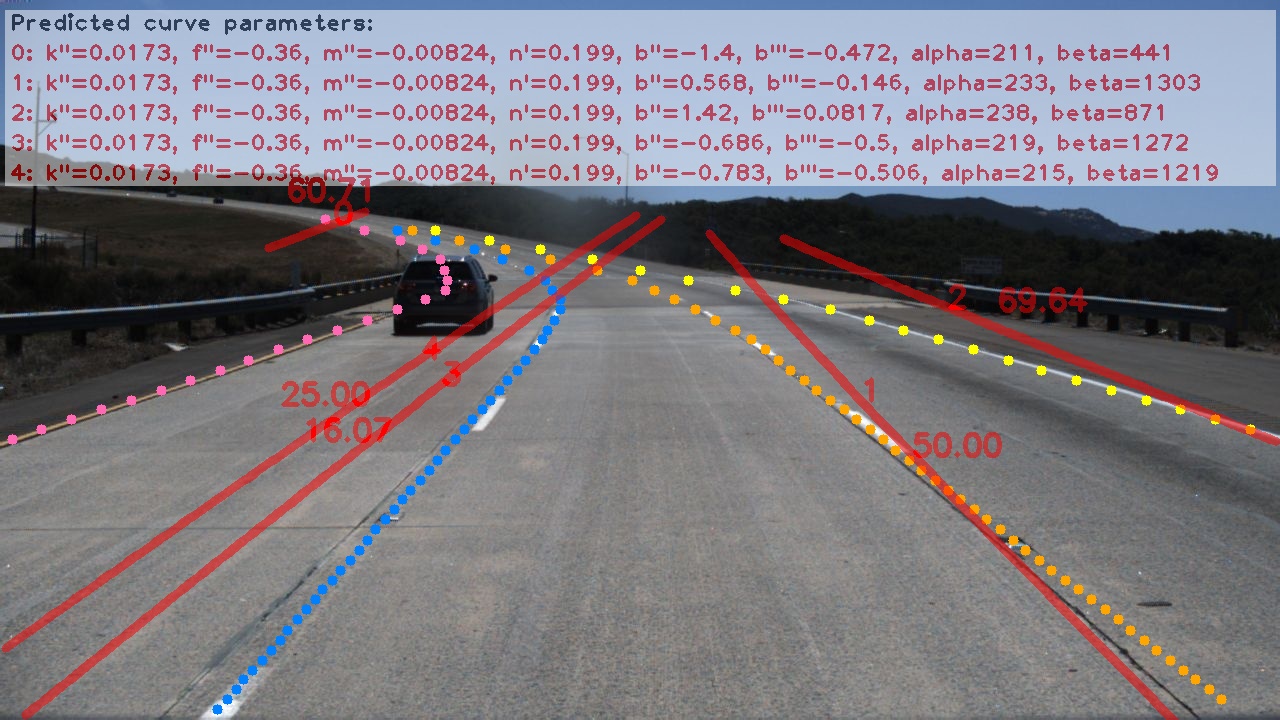 Predicted curve parameters:
0: k''=0.0173, f''=-0.36, m''=-0.00824, n'=0.199, b''=-1.4, b'''=-0.472, alpha=211, beta=441
1: k''=0.0173, f''=-0.36, m''=-0.00824, n'=0.199, b''=0.568, b'''=-0.146, alpha=233, beta=1303
2: k''=0.0173, f''=-0.36, m''=-0.00824, n'=0.199, b''=1.42, b'''=0.0817, alpha=238, beta=871
3: k''=0.0173, f''=-0.36, m''=-0.00824, n'=0.199, b''=-0.686, b'''=-0.5, alpha=219, beta=1272
4: k''=0.0173, f''=-0.36, m''=-0.00824, n'=0.199, b''=-0.783, b'''=-0.506, alpha=215, beta=1219
60.71
0
2 69.64
4
3
25.00
1
16.07
50.00